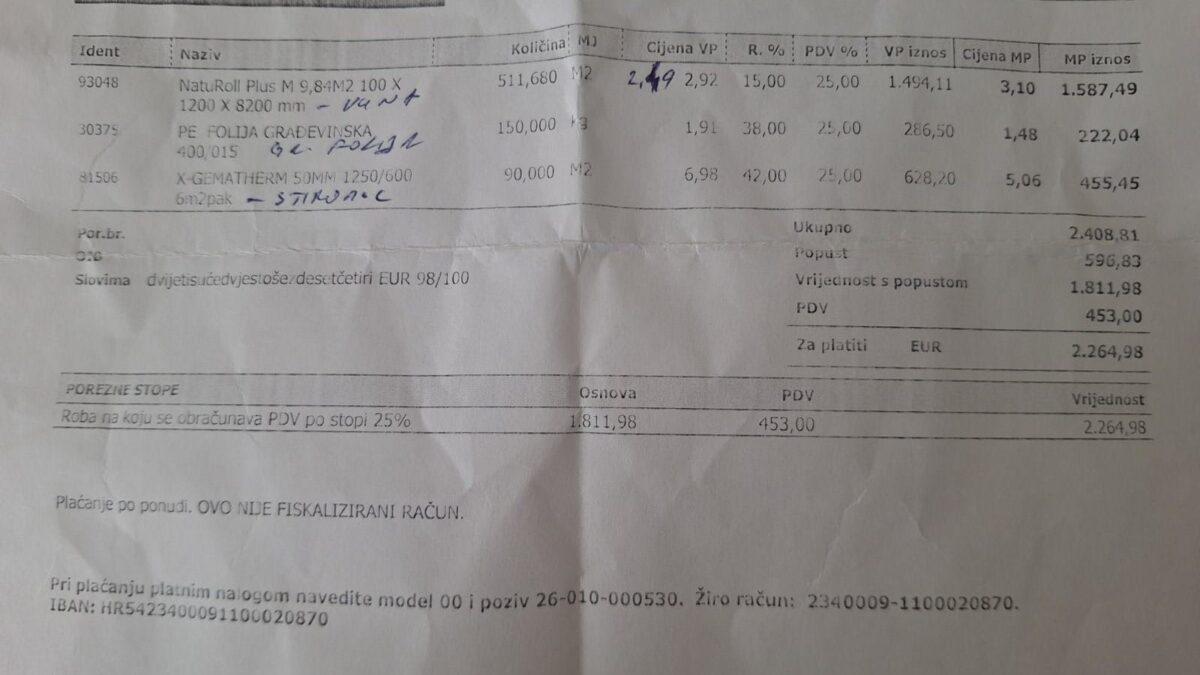 Ident Naziv Količina MJ Cijena VP R. % PDV % VP iznos Cijena MP MP iznos
93048 NatuRoll Plus M 9,84M2 100 X 511,680 M2 2,49 2,92 15,00 25,00 1.494,11 3,10 1.587,49
1200 X 8200 mm – VUNA
30375 PE FOLIJA GRAĐEVINSKA 150,000 kg 1,91 38,00 25,00 286,50 1,48 222,04
400/015 FOLIJA
81506 X-GEMATHERM 50MM 1250/600 90,000 M2 6,98 42,00 25,00 628,20 5,06 455,45
6m2pak –
Por.br. Ukupno 2.408,81
OIB Popust 596,83
Slovima dvijetisućedvjestošezdesetčetiri EUR 98/100 Vrijednost s popustom 1.811,98
PDV 453,00
Za platiti EUR 2.264,98
POREZNE STOPE Osnova PDV Vrijednost
Roba na koju se obračunava PDV po stopi 25% 1.811,98 453,00 2.264,98
Plaćanje po ponudi. OVO NIJE FISKALIZIRANI RAČUN.
Pri plaćanju platnim nalogom navedite model 00 i poziv 26-010-000530. Žiro račun: 2340009-1100020870.
IBAN: HR5423400091100020870